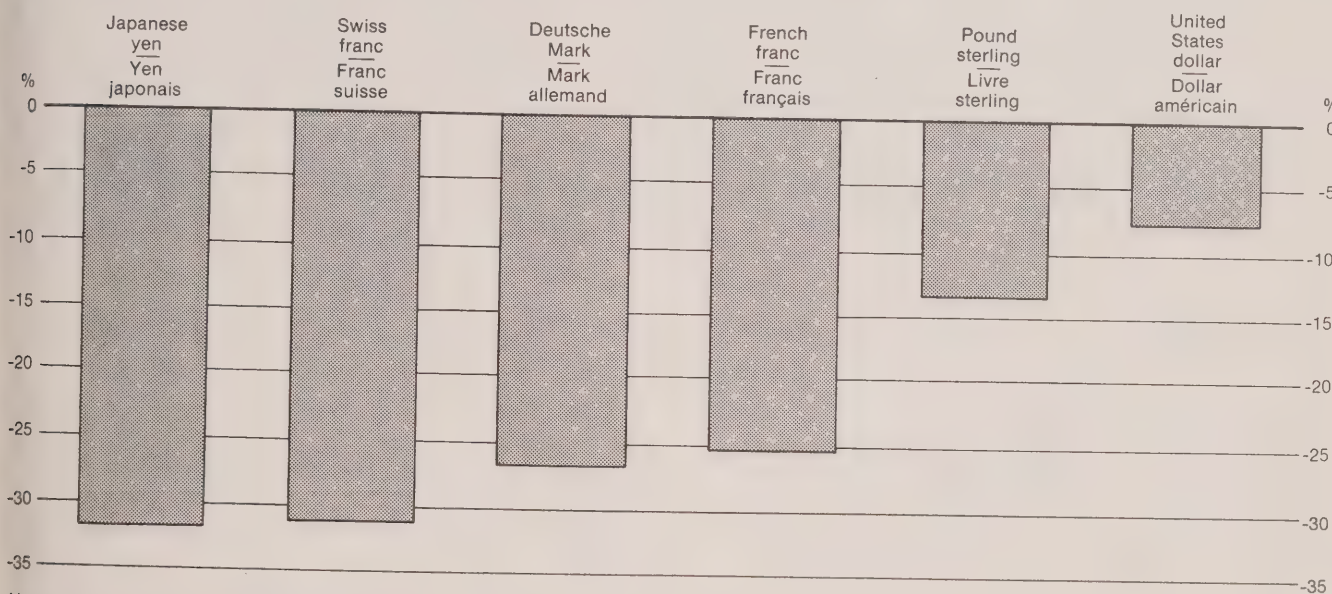 Japanese
yen
Yen
japonais
Swiss
franc
Franc
suisse
Deutsche
Mark
Mark
allemand
French
franc
Franc
français
Pound
sterling
Livre
sterling
United
States
dollar
Dollar
américain
%
0
-5
-10
-15
-20
-25
-30
-35
%
0
-5
-10
-15
-20
-25
-30
-35